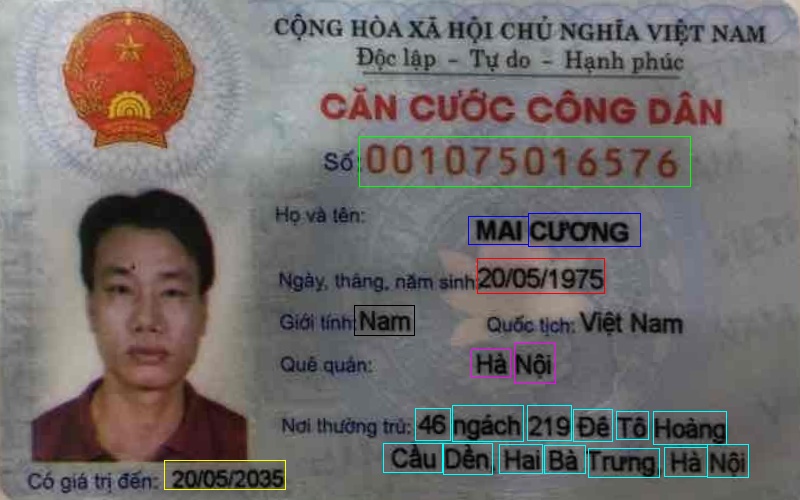 CỘNG HÒA XÃ HỘI CHỦ NGHĨA VIỆT NAM
Độc lập - Tự do - Hạnh phúc
CĂN CƯỚC CÔNG DÂN
Số: 001075016576
Họ và tên:
MAI CƯƠNG
Ngày, tháng, năm sinh: 20/05/1975
Giới tính: Nam Quốc tịch: Việt Nam
Quê quán: Hà Nội
Nơi thường trú: 46 ngách 219 Đê Tô Hoàng
Cầu Dền, Hai Bà Trưng, Hà Nội
Có giá trị đến: 20/05/2035